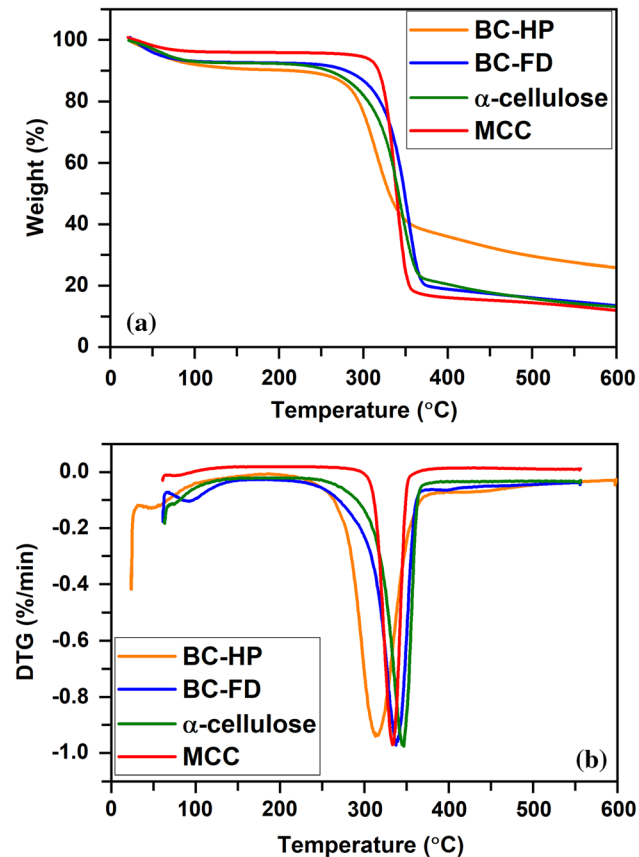 100
80
60
40
20
0
Weight (%)
BC-HP
BC-FD
α-cellulose
MCC
(a)
0 100 200 300 400 500 600
Temperature (°C)
0.0
-0.2
-0.4
-0.6
-0.8
-1.0
DTG (%/min)
BC-HP
BC-FD
α-cellulose
MCC
(b)
0 100 200 300 400 500 600
Temperature (°C)